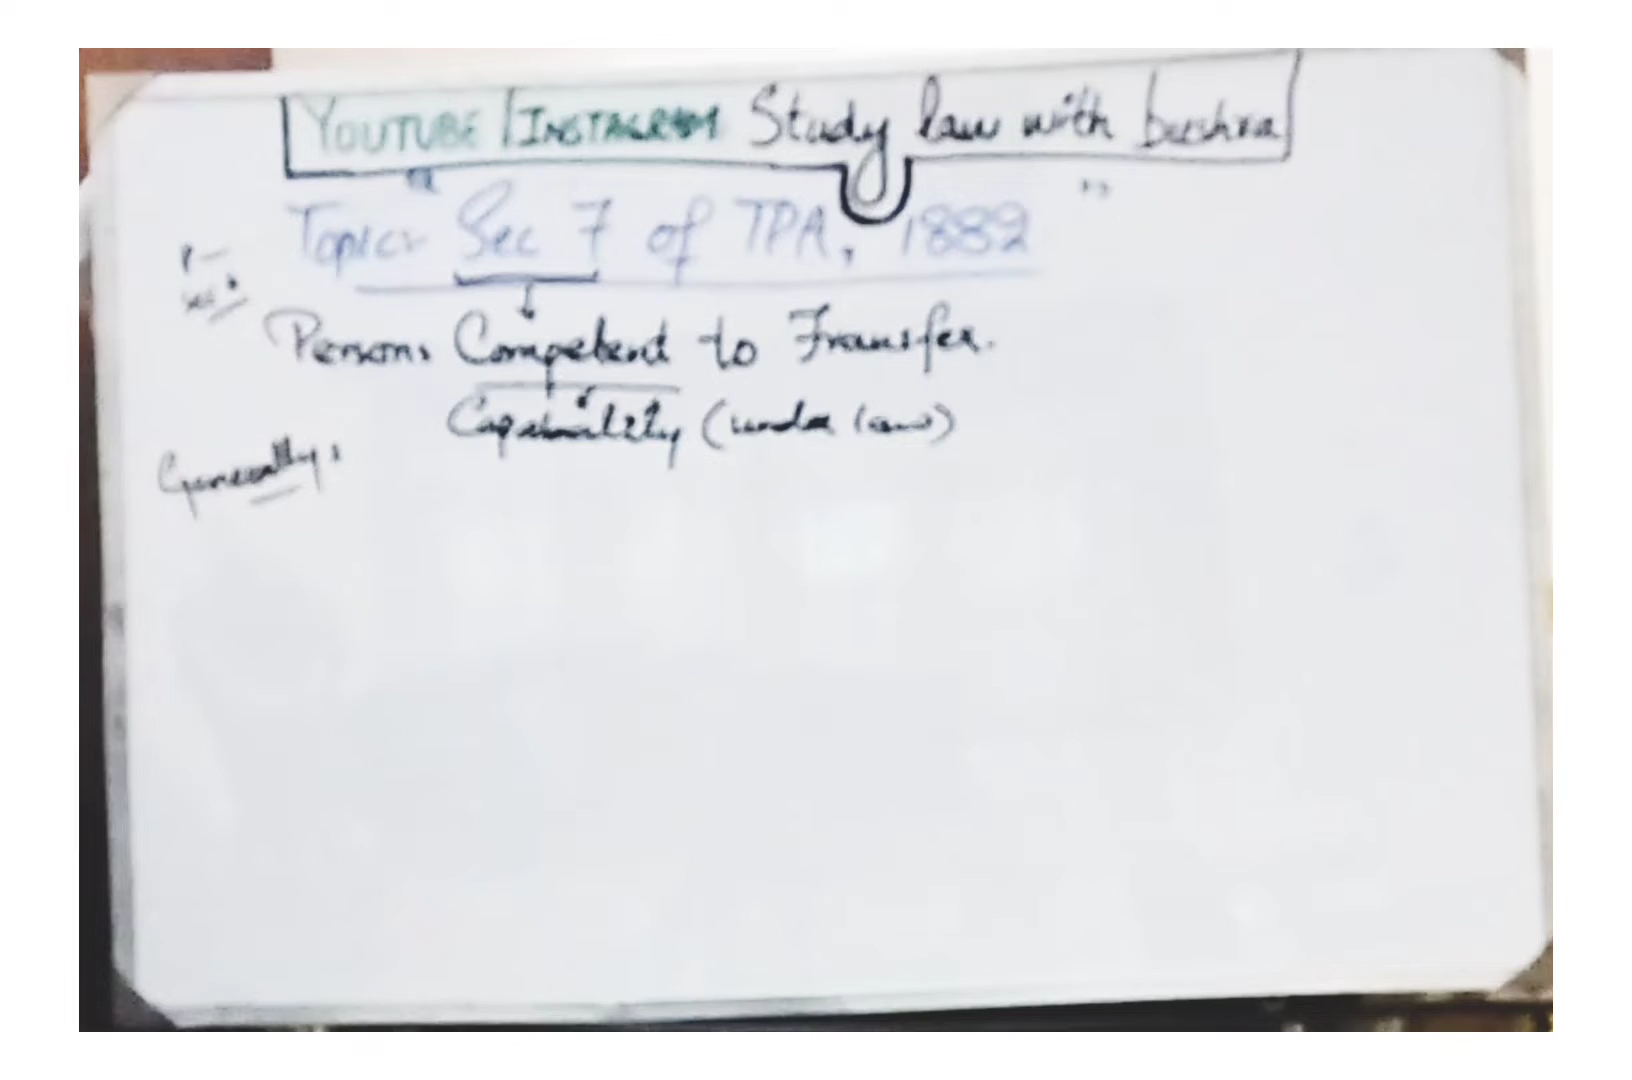 YOUTUBE / INSTAGRAM Study law with bushra
" Topic:- Sec 7 of TPA, 1882 "
Persons Competent to Transfer.
Capability (under law)
Generally: